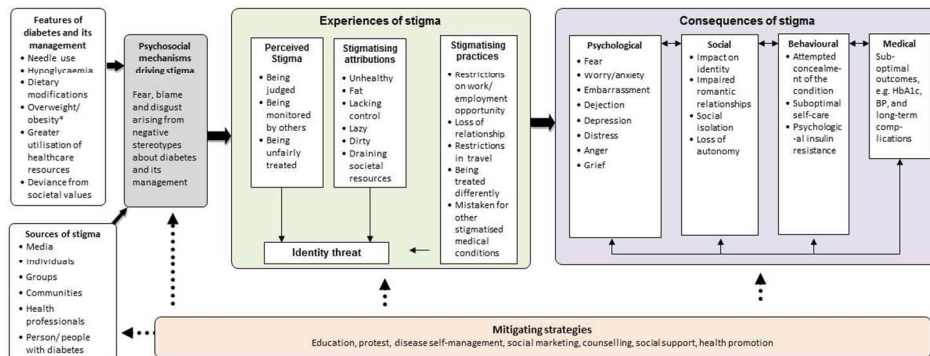 Features of
diabetes and its
management
• Needle use
• Hypoglycaemia
• Dietary
modifications
• Overweight/
obesity*
• Greater
utilisation of
healthcare
resources
• Deviance from
societal values
Sources of stigma
• Media
• Individuals
• Groups
• Communities
• Health
professionals
• Person/people
with diabetes
Psychosocial
mechanisms
driving stigma
Fear, blame
and disgust
arising from
negative
stereotypes
about diabetes
and its
management
Experiences of stigma
Perceived
Stigma
• Being
judged
• Being
monitored
by others
• Being
unfairly
treated
Stigmatising
attributions
• Unhealthy
• Fat
• Lacking
control
• Lazy
• Dirty
• Draining
societal
resources
Stigmatising
practices
• Restrictions
on work/
employment
opportunity
• Loss of
relationship
• Restrictions
in travel
• Being
treated
differently
• Mistaken for
other
stigmatised
medical
conditions
Identity threat
Consequences of stigma
Psychological
• Fear
• Worry/anxiety
• Embarrassment
• Dejection
• Depression
• Distress
• Anger
• Grief
Social
• Impact on
identity
• Impaired
romantic
relationships
• Social
isolation
• Loss of
autonomy
Behavioural
• Attempted
concealme-
nt of the
condition
• Suboptimal
self-care
• Psychologic
-al insulin
resistance
Medical
Sub-
optimal
outcomes,
e.g. HbA1c,
BP, and
long-term
comp-
lications
Mitigating strategies
Education, protest, disease self-management, social marketing, counselling, social support, health promotion